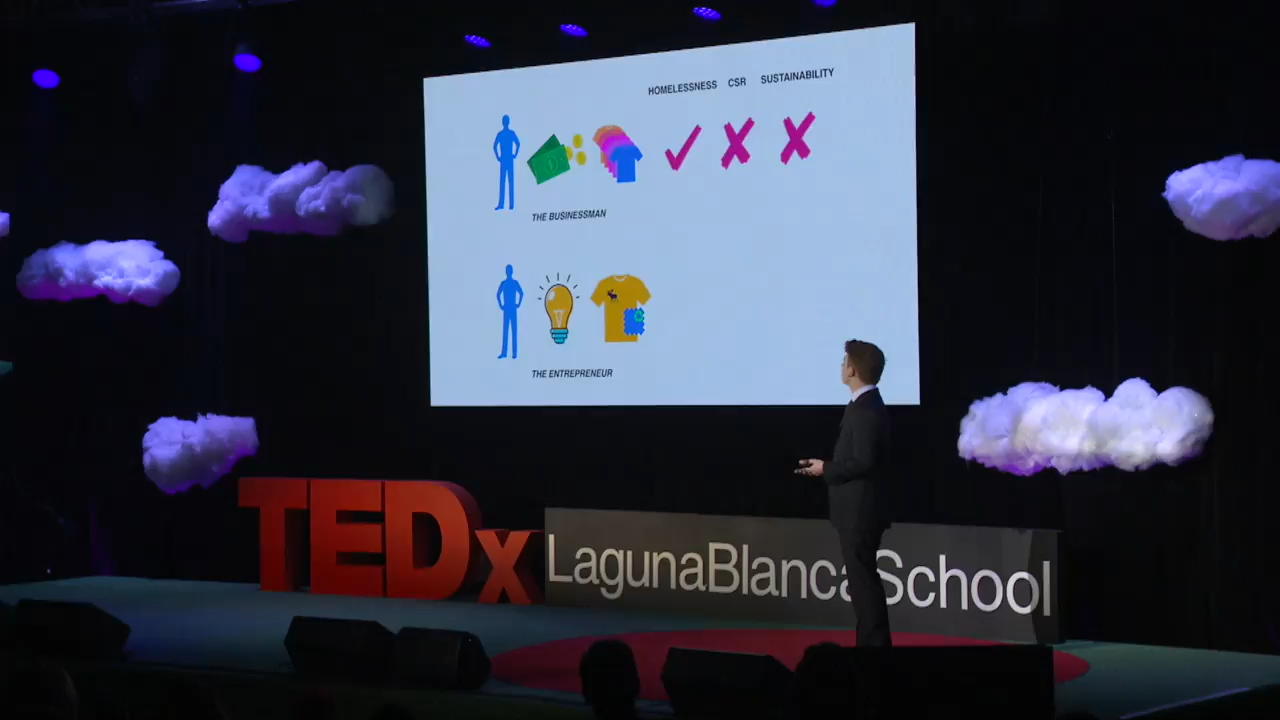 HOMELESSNESS CSR SUSTAINABILITY
THE BUSINESSMAN
THE ENTREPRENEUR
TEDx LagunaBlancaSchool